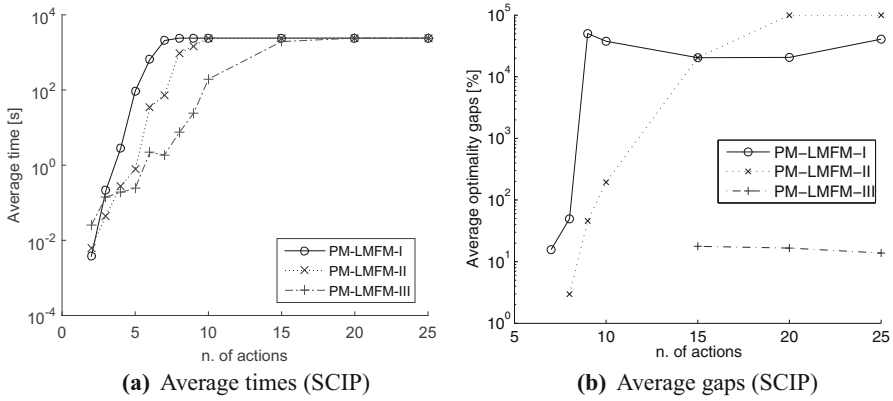 Average time [s]
10^4
10^2
10^0
10^-2
10^-4
PM-LMFM-I
PM-LMFM-II
PM-LMFM-III
0 5 10 15 20 25
n. of actions
(a) Average times (SCIP)
Average optimality gaps [%]
10^5
10^4
10^3
10^2
10^1
10^0
PM-LMFM-I
PM-LMFM-II
PM-LMFM-III
5 10 15 20 25
n. of actions
(b) Average gaps (SCIP)